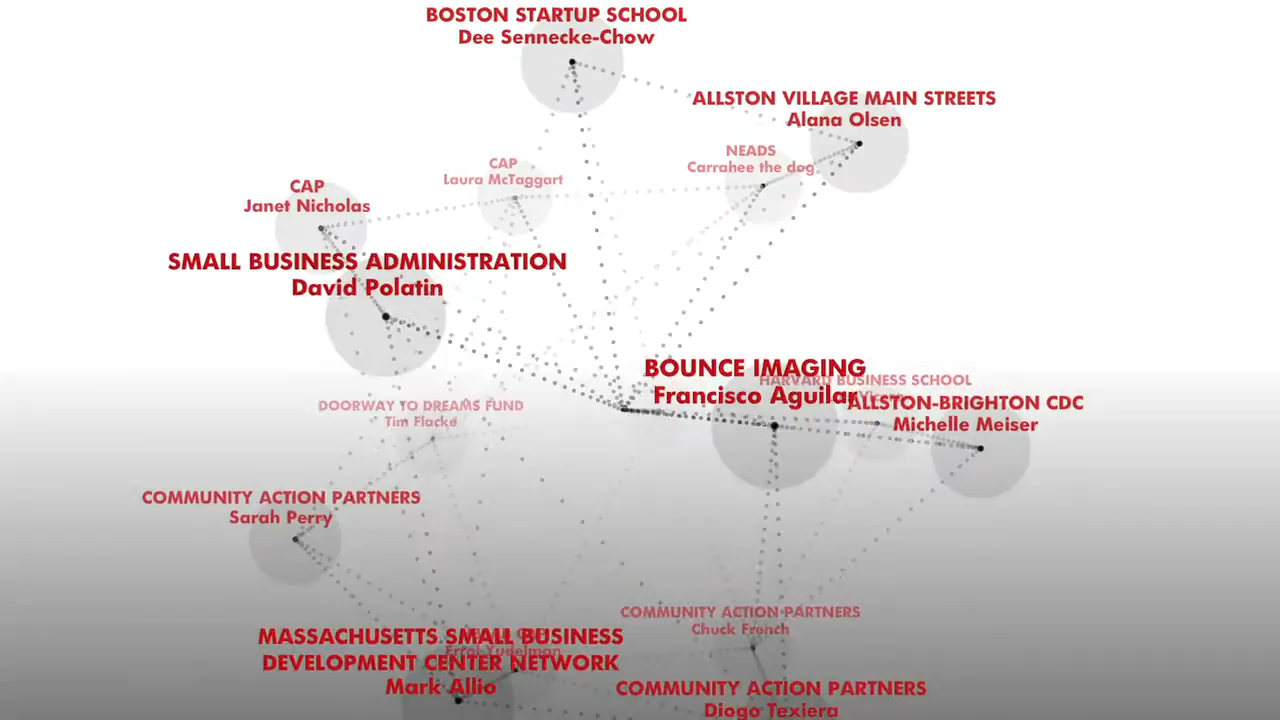 BOSTON STARTUP SCHOOL
Dee Sennecke-Chow
ALLSTON VILLAGE MAIN STREETS
Alana Olsen
NEADS
Carrahee the dog
CAP
Laura McTaggart
CAP
Janet Nicholas
SMALL BUSINESS ADMINISTRATION
David Polatin
BOUNCE IMAGING
Francisco Aguilar
HARVARD BUSINESS SCHOOL
ALLSTON-BRIGHTON CDC
Michelle Meiser
DOORWAY TO DREAMS FUND
Tim Flacke
COMMUNITY ACTION PARTNERS
Sarah Perry
COMMUNITY ACTION PARTNERS
Chuck French
MASSACHUSETTS SMALL BUSINESS
DEVELOPMENT CENTER NETWORK
Mark Allio
Errol Yudelman
COMMUNITY ACTION PARTNERS
Diogo Texiera